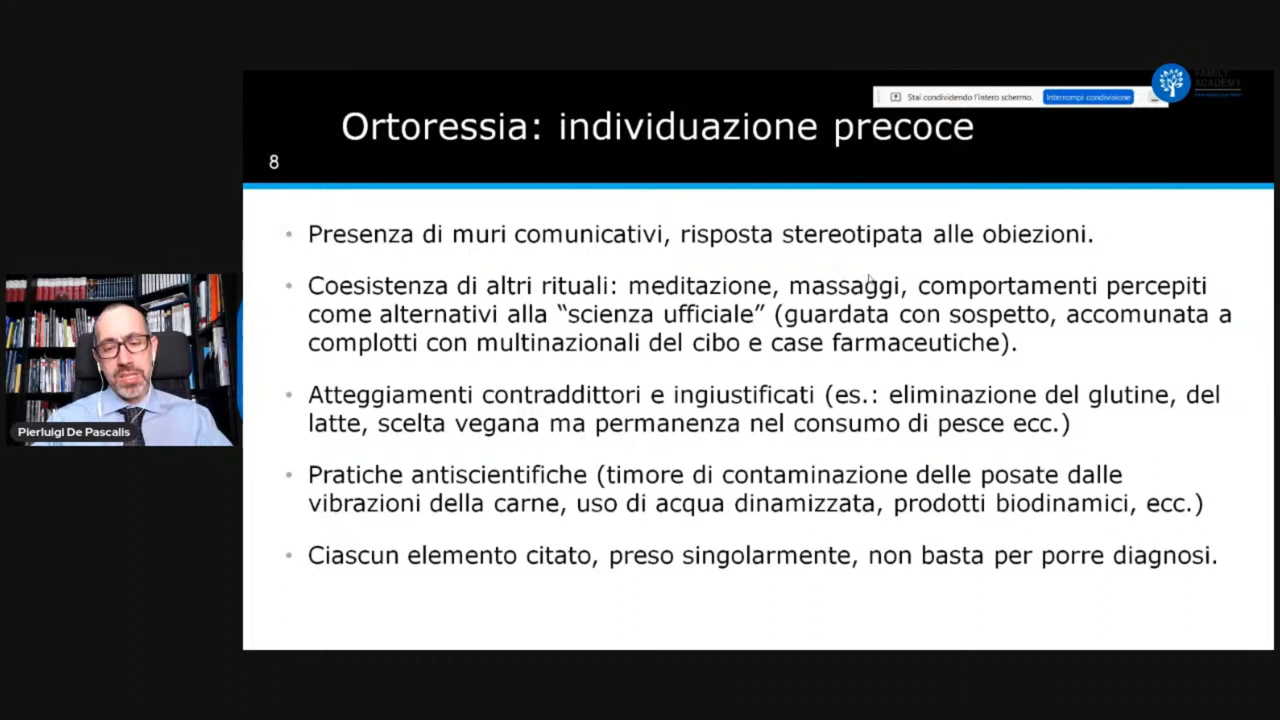 FAMILY
ACADEMY
Stai condividendo l'intero schermo. Interrompi condivisione
Ortoressia: individuazione precoce
8
• Presenza di muri comunicativi, risposta stereotipata alle obiezioni.
• Coesistenza di altri rituali: meditazione, massaggi, comportamenti percepiti
come alternativi alla “scienza ufficiale” (guardata con sospetto, accomunata a
complotti con multinazionali del cibo e case farmaceutiche).
• Atteggiamenti contraddittori e ingiustificati (es.: eliminazione del glutine, del
latte, scelta vegana ma permanenza nel consumo di pesce ecc.)
• Pratiche antiscientifiche (timore di contaminazione delle posate dalle
vibrazioni della carne, uso di acqua dinamizzata, prodotti biodinamici, ecc.)
• Ciascun elemento citato, preso singolarmente, non basta per porre diagnosi.
Pierluigi De Pascalis